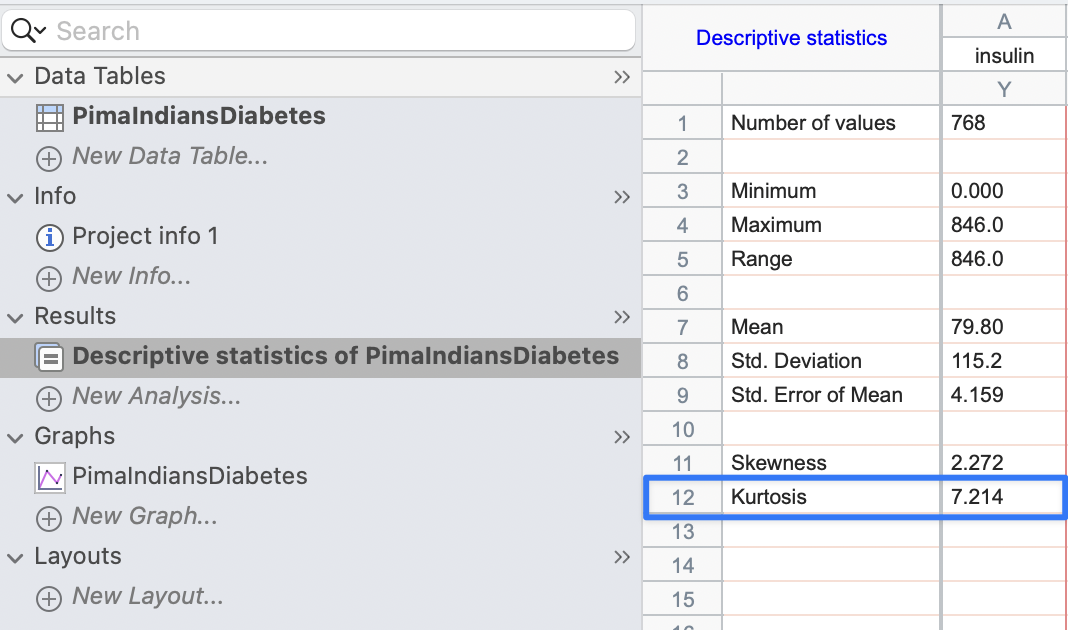 Search
Data Tables
PimaIndiansDiabetes
New Data Table...
Info
Project info 1
New Info...
Results
Descriptive statistics of PimaIndiansDiabetes
New Analysis...
Graphs
PimaIndiansDiabetes
New Graph...
Layouts
New Layout...
Descriptive statistics A
insulin
Y
1 Number of values 768
2
3 Minimum 0.000
4 Maximum 846.0
5 Range 846.0
6
7 Mean 79.80
8 Std. Deviation 115.2
9 Std. Error of Mean 4.159
10
11 Skewness 2.272
12 Kurtosis 7.214
13
14
15